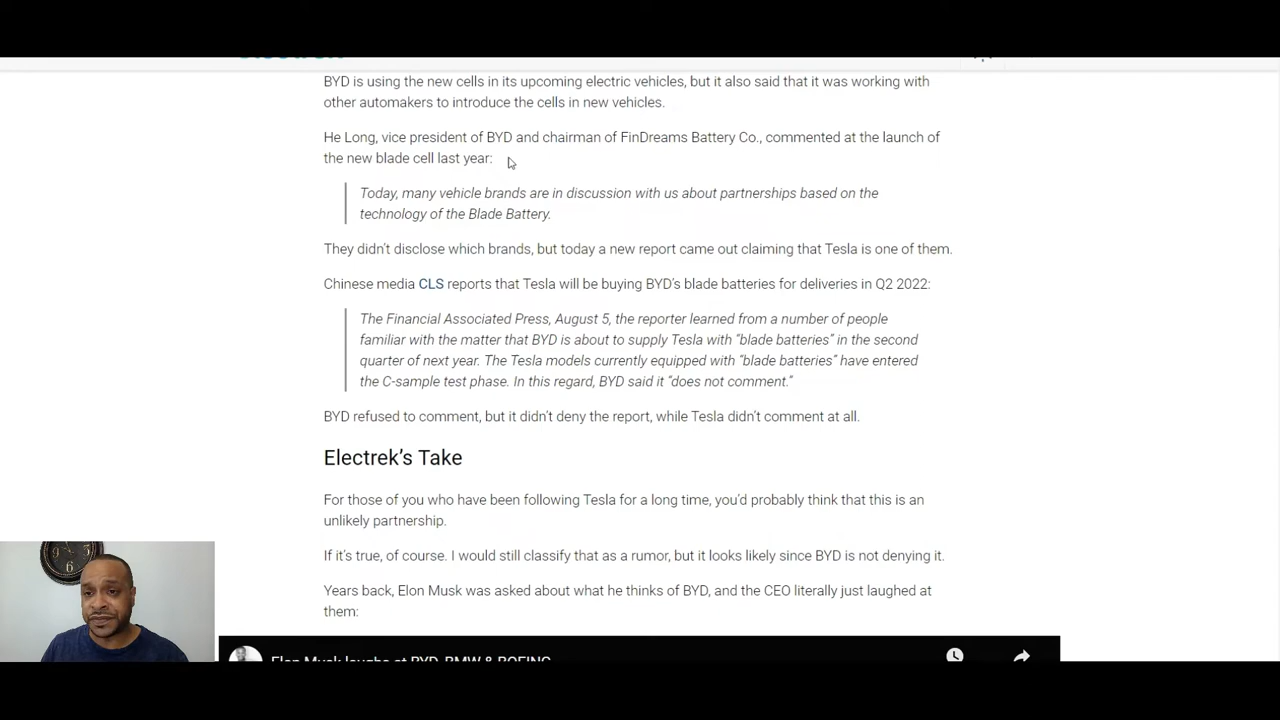 BYD is using the new cells in its upcoming electric vehicles, but it also said that it was working with
other automakers to introduce the cells in new vehicles.
He Long, vice president of BYD and chairman of FinDreams Battery Co., commented at the launch of
the new blade cell last year:
Today, many vehicle brands are in discussion with us about partnerships based on the
technology of the Blade Battery.
They didn't disclose which brands, but today a new report came out claiming that Tesla is one of them.
Chinese media CLS reports that Tesla will be buying BYD's blade batteries for deliveries in Q2 2022:
The Financial Associated Press, August 5, the reporter learned from a number of people
familiar with the matter that BYD is about to supply Tesla with “blade batteries” in the second
quarter of next year. The Tesla models currently equipped with “blade batteries” have entered
the C-sample test phase. In this regard, BYD said it “does not comment.“
BYD refused to comment, but it didn't deny the report, while Tesla didn't comment at all.
Electrek's Take
For those of you who have been following Tesla for a long time, you'd probably think that this is an
unlikely partnership.
If it's true, of course. I would still classify that as a rumor, but it looks likely since BYD is not denying it.
Years back, Elon Musk was asked about what he thinks of BYD, and the CEO literally just laughed at
them:
Elon Musk laughs at BYD, BMW & BOEING